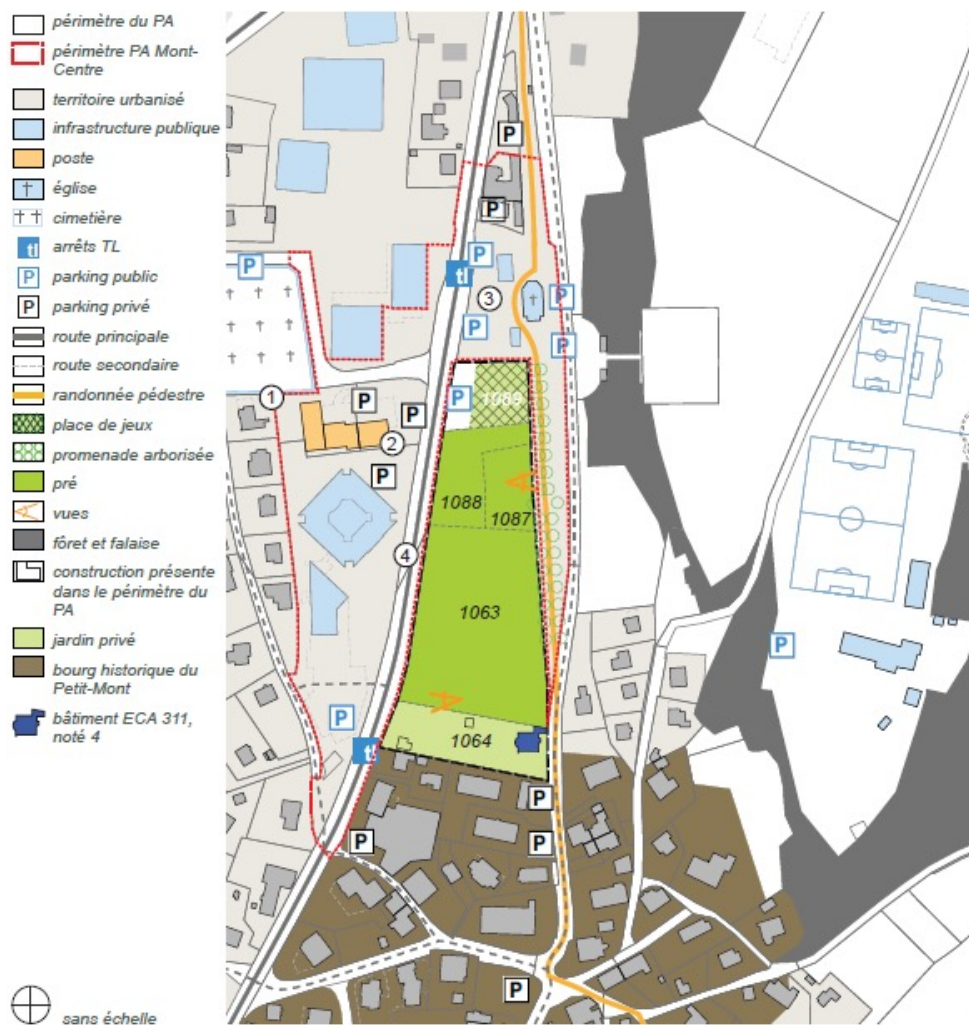 périmètre du PA
périmètre PA Mont-
Centre
territoire urbanisé
infrastructure publique
poste
église
cimetière
tl
arrêts TL
P
parking public
P
parking privé
route principale
route secondaire
randonnée pédestre
place de jeux
promenade arborisée
pré
vues
fôret et falaise
construction présente
dans le périmètre du
PA
jardin privé
bourg historique du
Petit-Mont
bâtiment ECA 311,
noté 4
sans échelle
P
P
P
P
tl
3
P
P
P
P
1089
1
P
P
2
P
1088
1087
4
1063
P
P
tl
1064
P
P
P
P